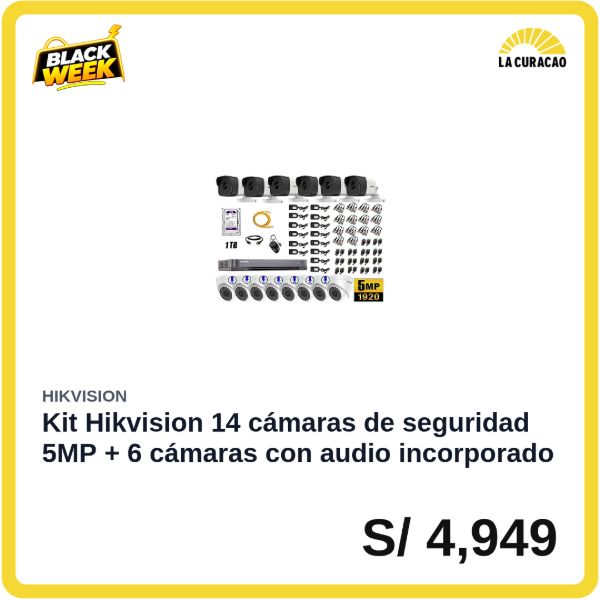 BLACK
WEEK
LA CURACAO
1TB
5MP
1920
HIKVISION
Kit Hikvision 14 cámaras de seguridad
5MP + 6 cámaras con audio incorporado
S/ 4,949